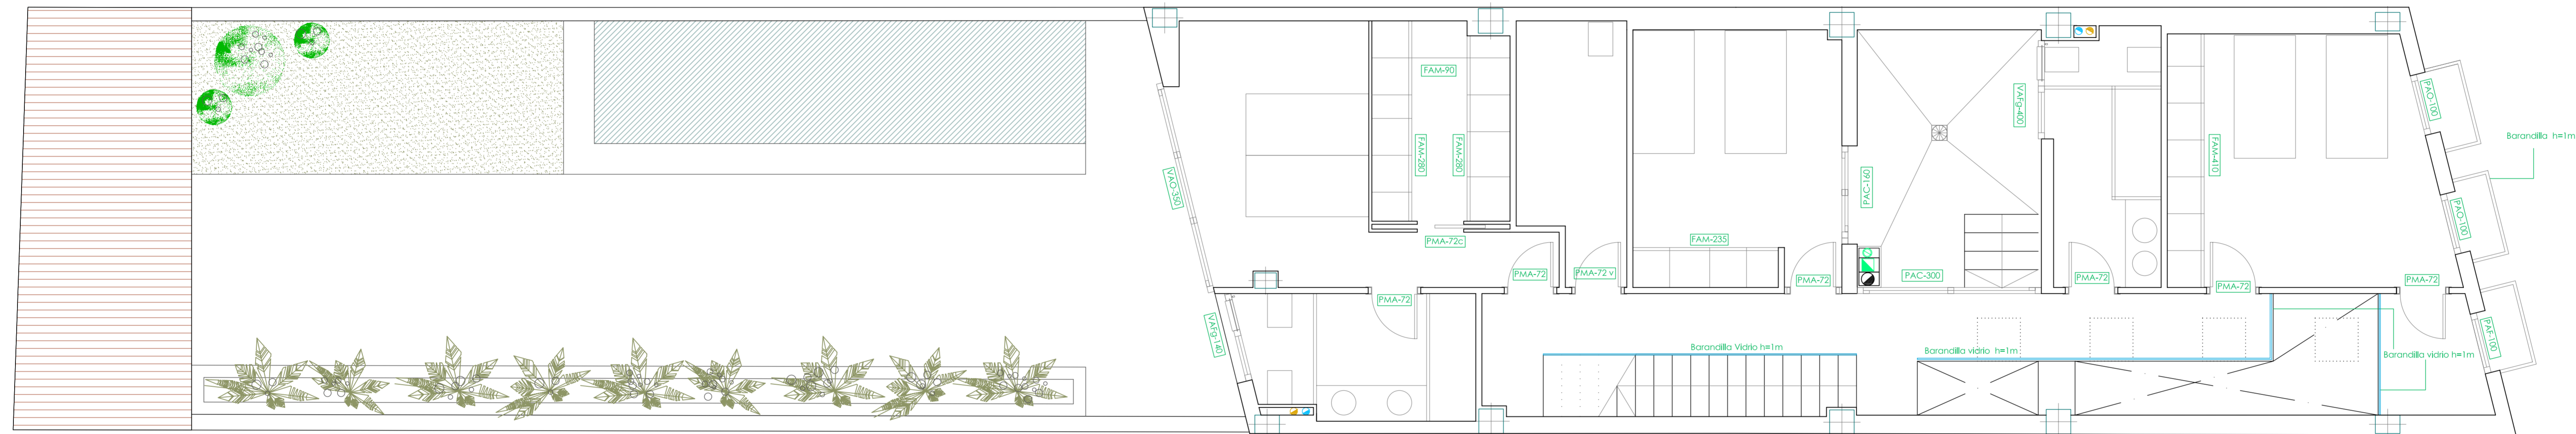 FAM-90
FAM-280
FAM-280
VAO-350
PMA-72c
FAM-235
PMA-72
PMA-72 v
PMA-72
PMA-72
VAFg-140
PAC-160
VAFg-400
PAC-300
FAM-410
PMA-72
PMA-72
PMA-72
PAO-100
PAO-100
PAF-100
Barandilla h=1m
Barandilla Vidrio h=1m
Barandilla vidrio h=1m
Barandilla vidrio h=1m